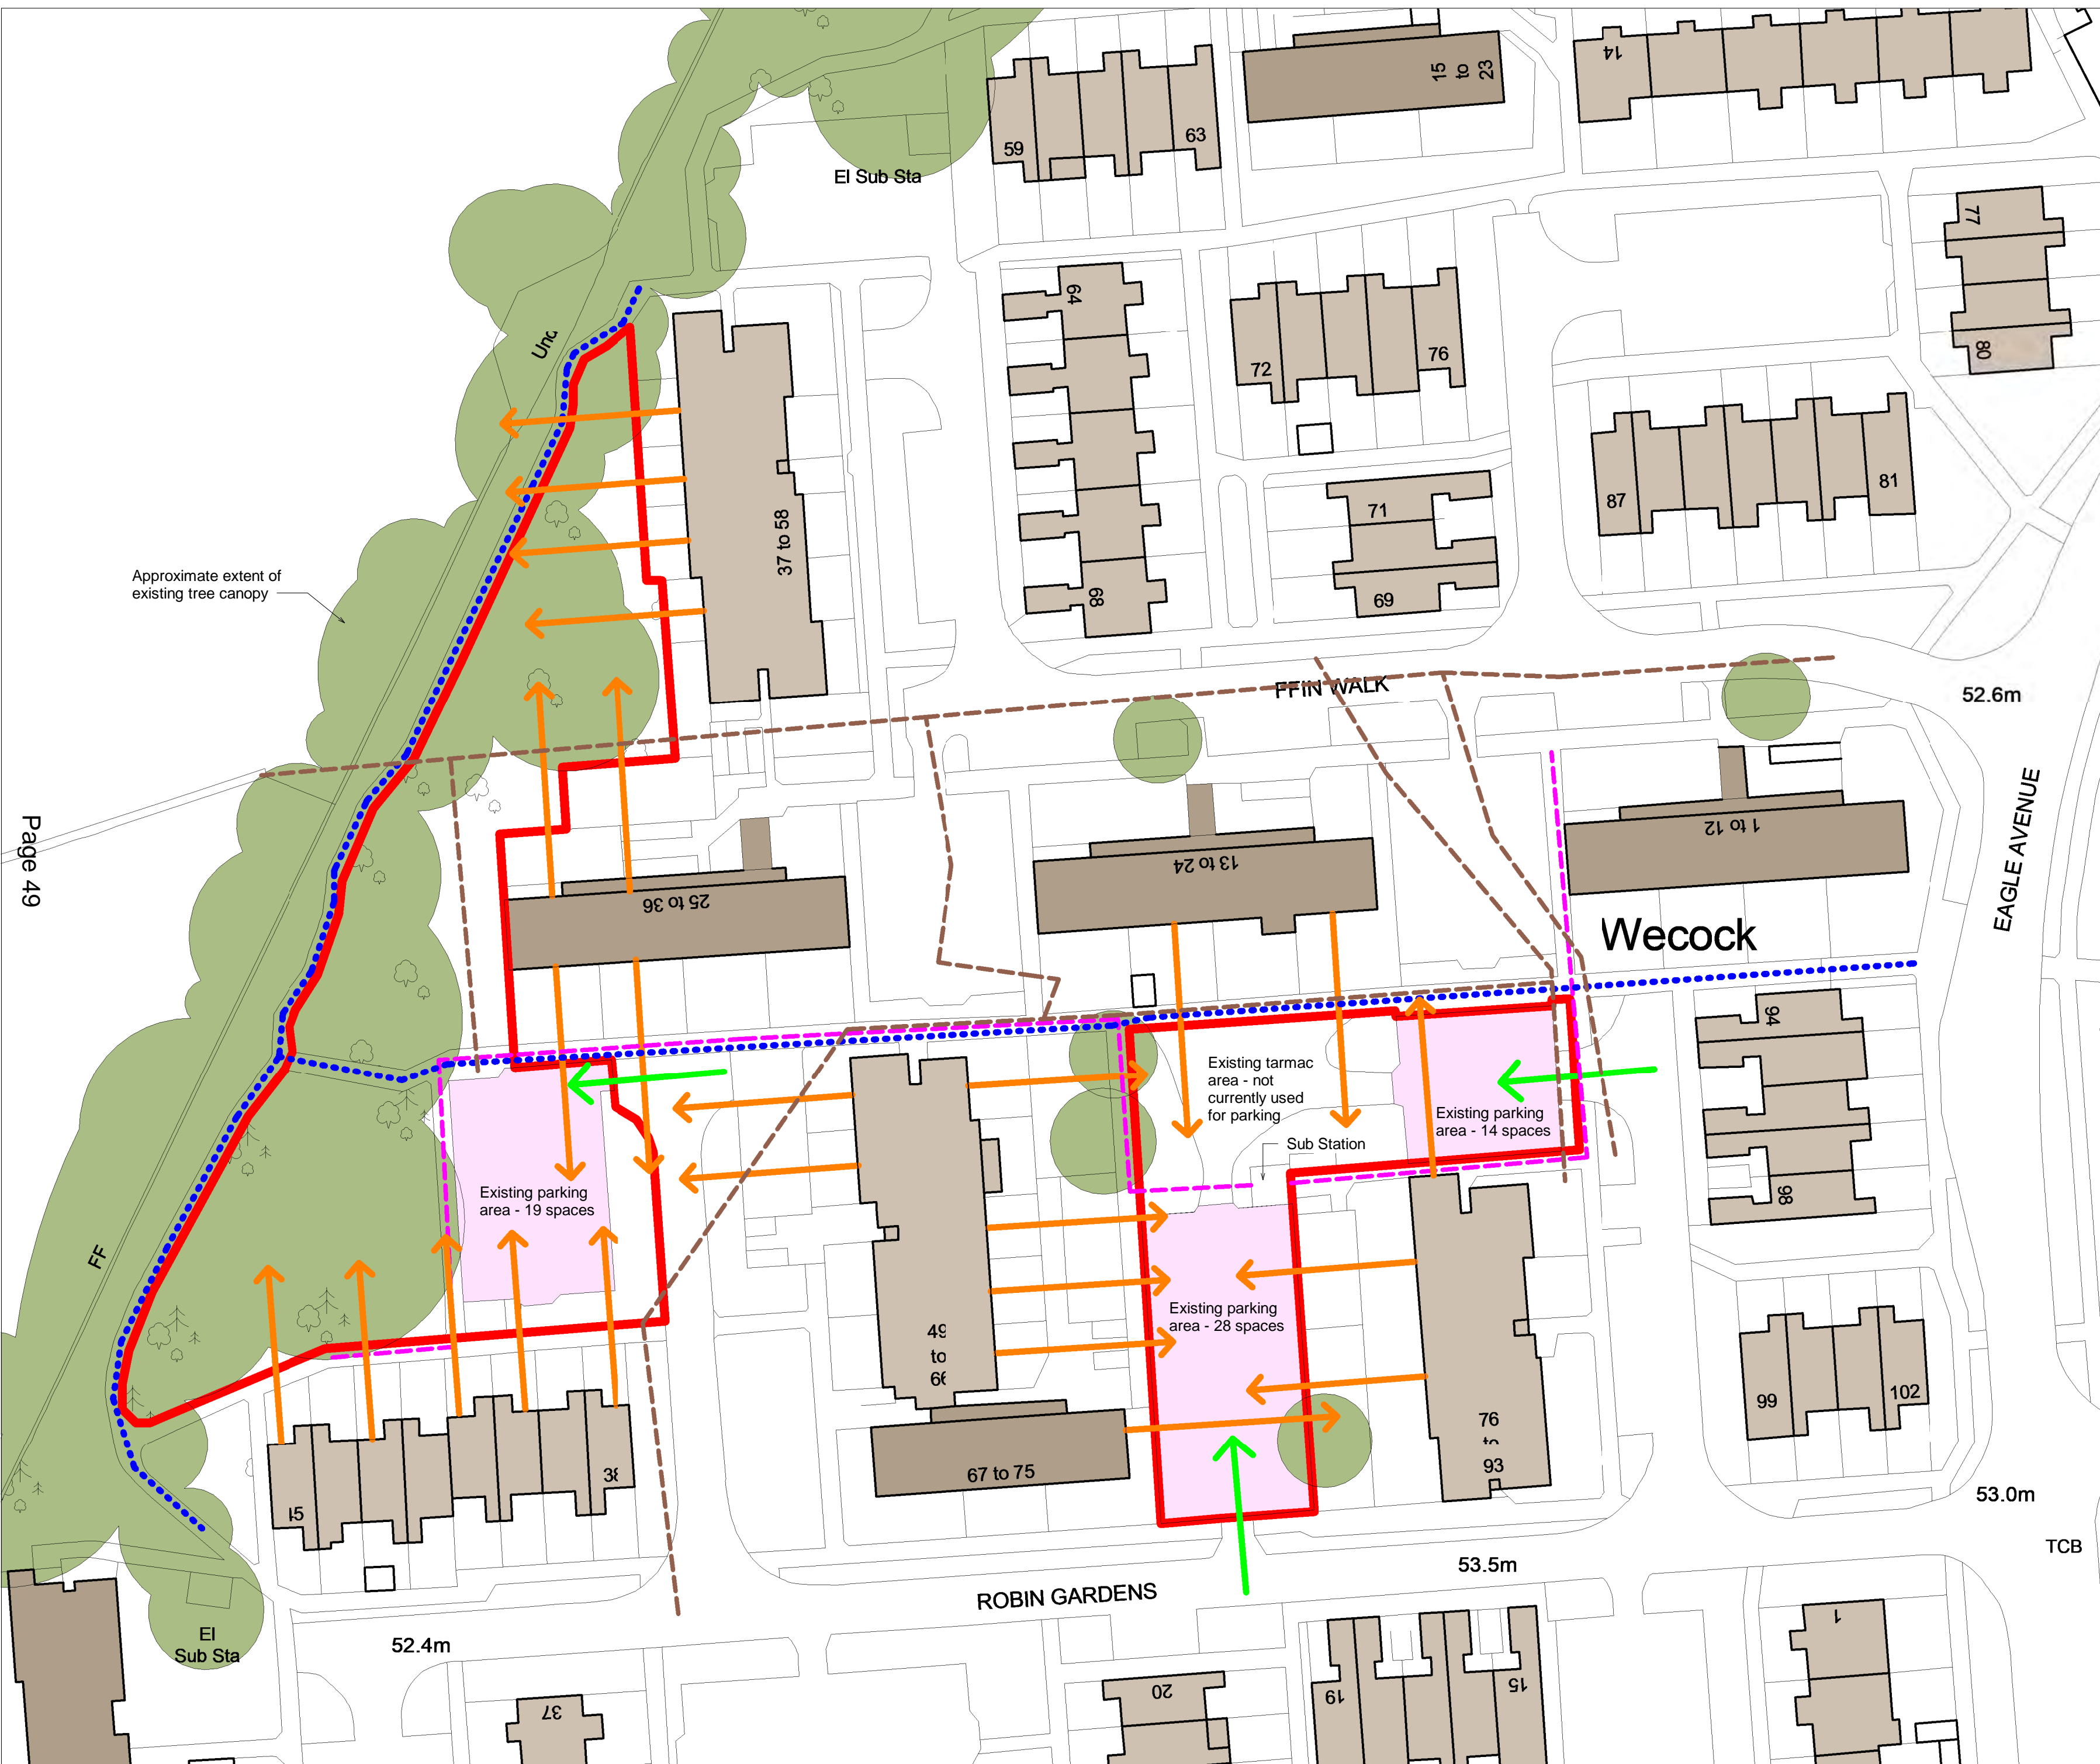 14
15
to
23
59
63
El Sub Sta
77
80
64
68
72
76
71
69
87
81
37 to 58
Approximate extent of
existing tree canopy
FFIN WALK
52.6m
Page 49
25 to 36
13 to 24
1 to 12
EAGLE AVENUE
Wecock
94
98
Existing tarmac
area - not
currently used
for parking
Sub Station
Existing parking
area - 14 spaces
Existing parking
area - 19 spaces
FF
Existing parking
area - 28 spaces
49
to
67 to 75
76
93
99
102
53.0m
TCB
53.5m
ROBIN GARDENS
52.4m
El
Sub Sta
37
20
19
15
1